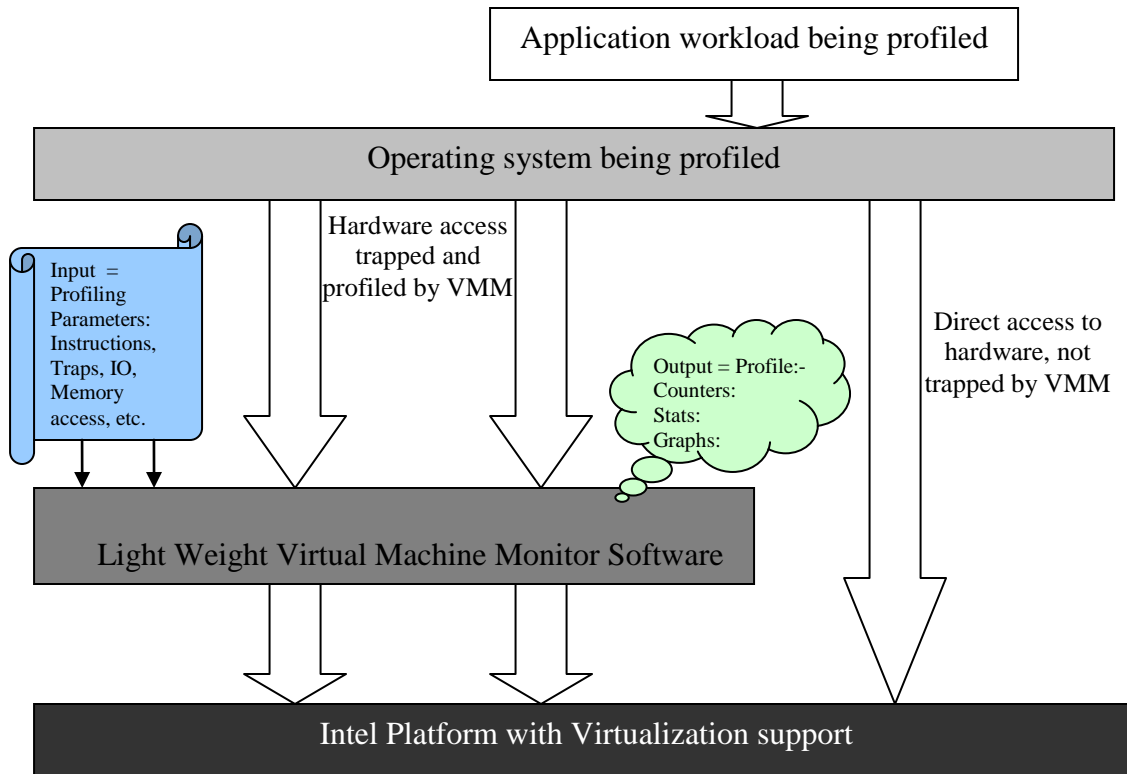 Application workload being profiled
Operating system being profiled
Hardware access
trapped and
profiled by VMM
Input =
Profiling
Parameters:
Instructions,
Traps, IO,
Memory
access, etc.
Direct access to
hardware, not
trapped by VMM
Output = Profile:-
Counters:
Stats:
Graphs:
Light Weight Virtual Machine Monitor Software
Intel Platform with Virtualization support